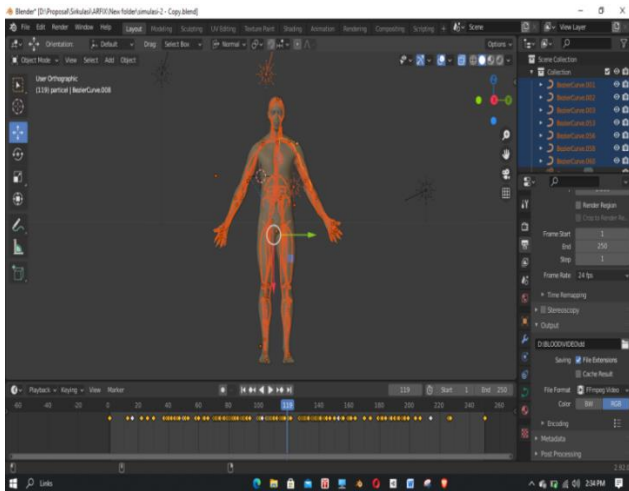 Blender* [D:\Proposal\Sirkulasi\ARFIX\New folder\simulasi-2 - Copy.blend]
File Edit Render Window Help Layout Modeling Sculpting UV Editing Texture Paint Shading Animation Rendering Compositing Scripting + Scene View Layer
Orientation: Default Drag: Select Box Normal Options
Object Mode View Select Add Object
User Orthographic
(119) partical | BezierCurve.008
Scene Collection
Collection
BezierCurve.001
BezierCurve.002
BezierCurve.003
BezierCurve.053
BezierCurve.056
BezierCurve.058
BezierCurve.060
Render Region
Crop to Render Re...
Frame Start 1
End 250
Step 1
Frame Rate 24 fps
Time Remapping
Stereoscopy
Output
D:\BLOODVIDEO\dd
Saving File Extensions
Cache Result
File Format FFmpeg Video
Color BW RGB
Encoding
Metadata
Post Processing
Playback Keying View Marker 119 Start 1 End 250
-60 -40 -20 0 20 40 60 80 100 119 140 160 180 200 220 240 260
Links 2:34 PM